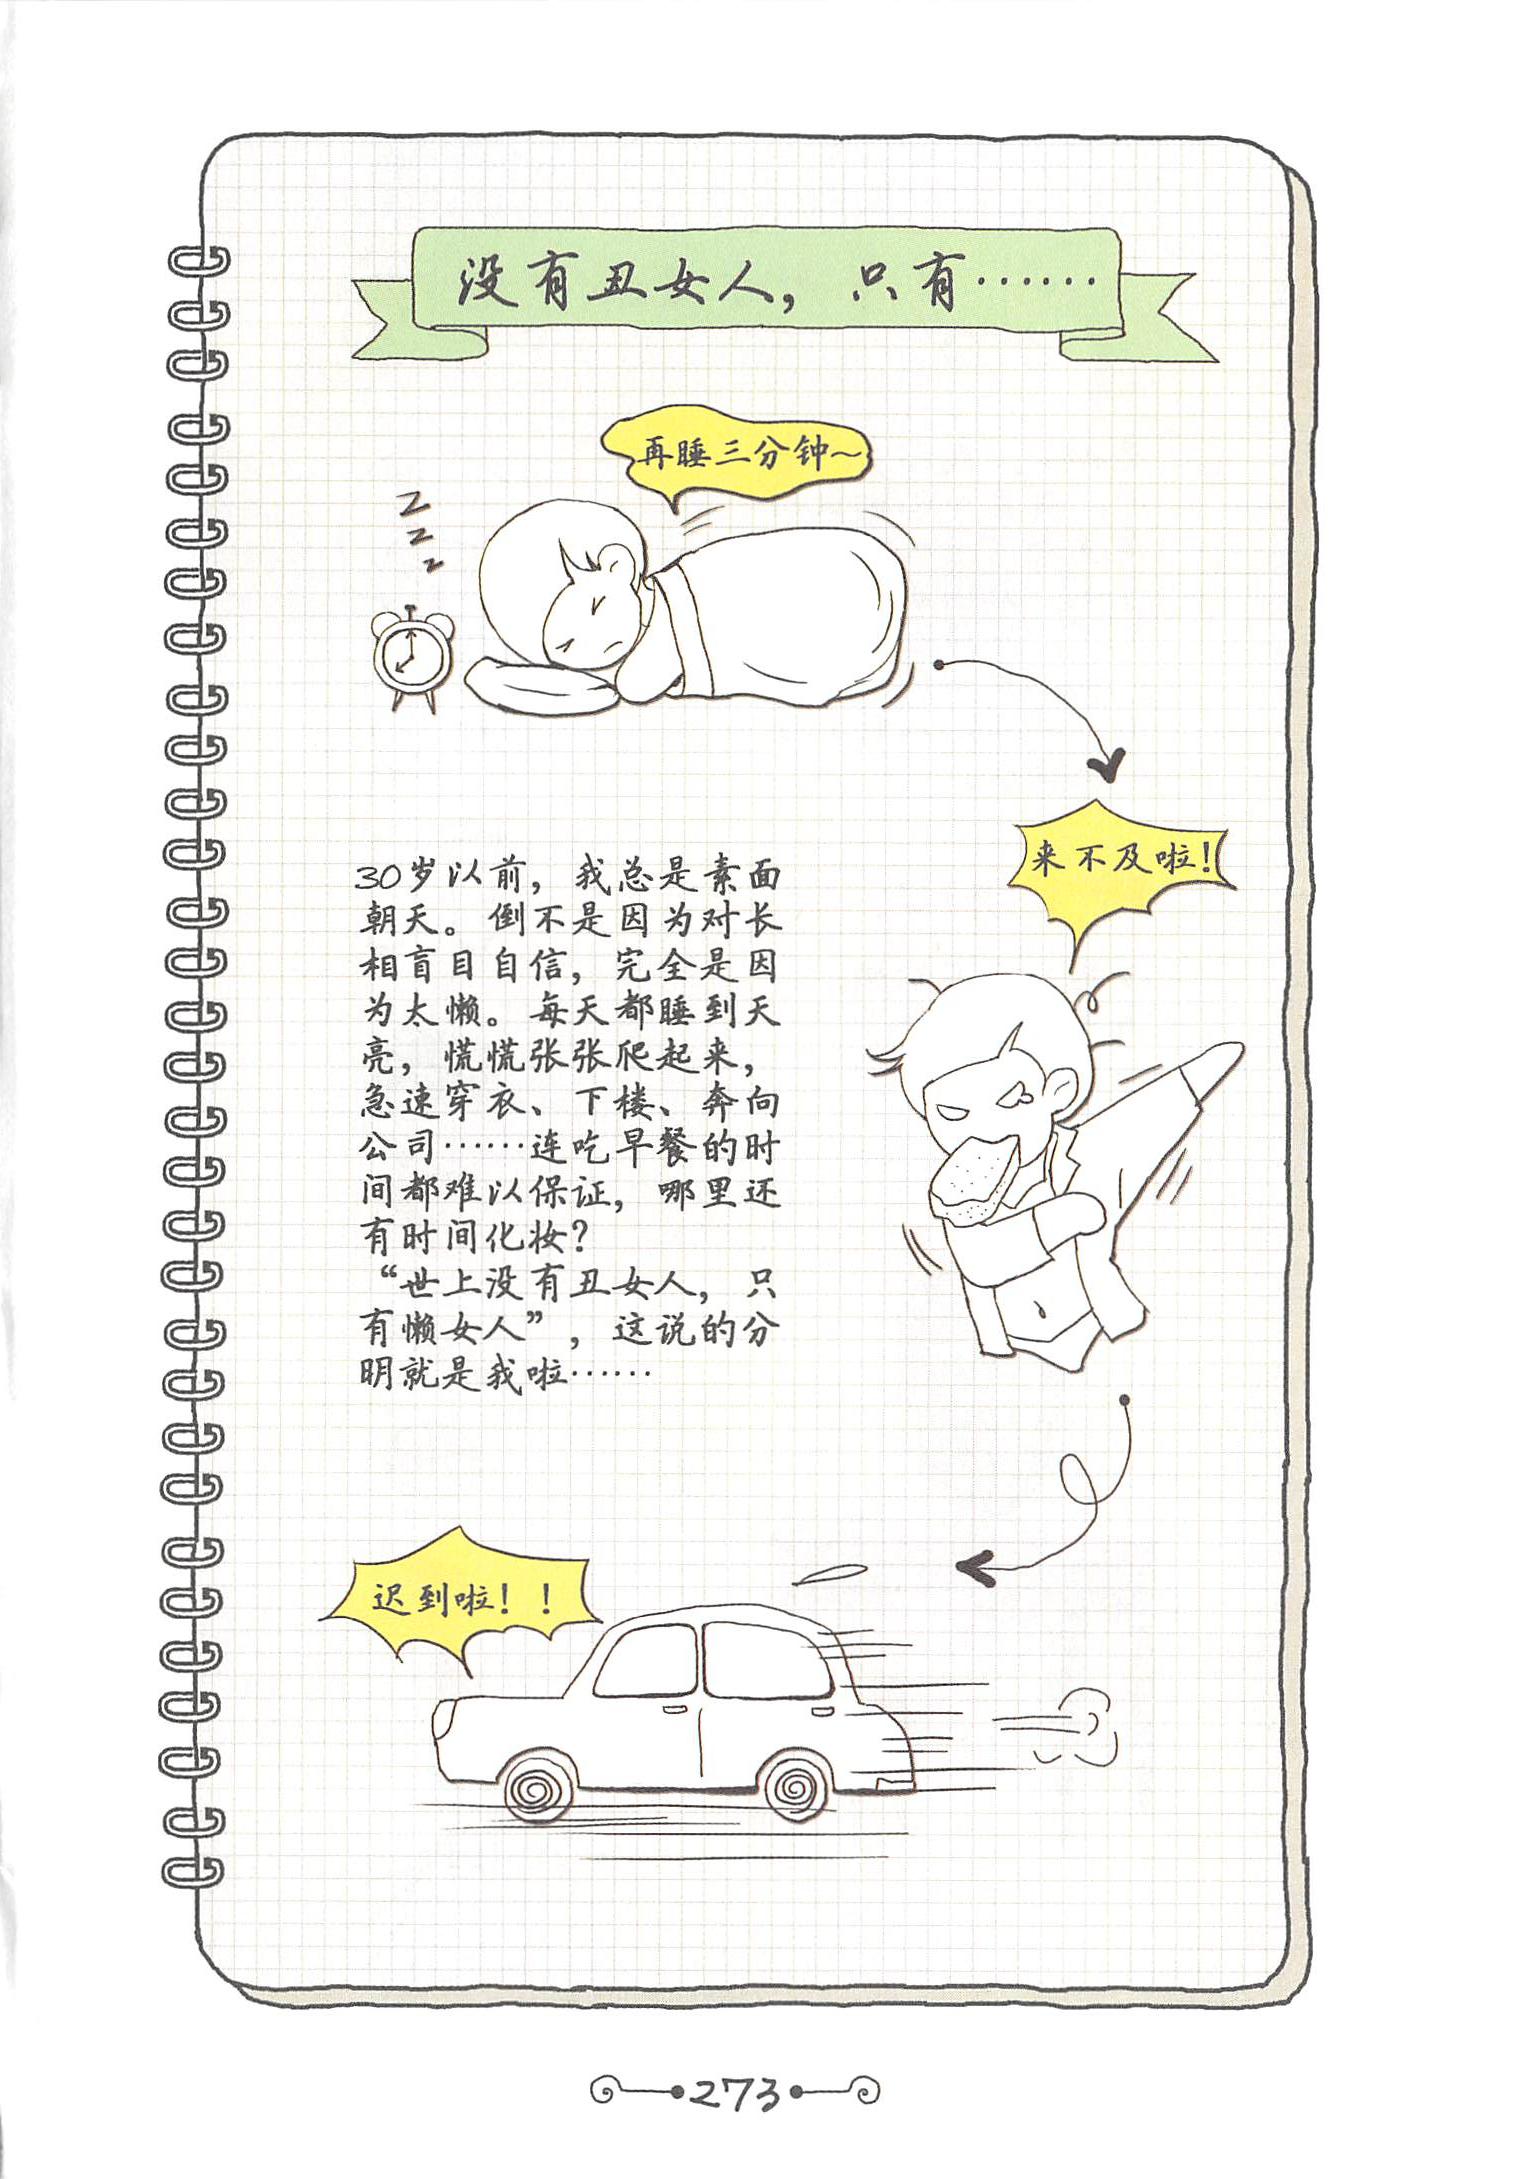 没有丑女人，只有……
再睡三分钟~
z
z
z
来不及啦！
30岁以前，我总是素面
朝天。倒不是因为对长
相盲目自信，完全是因
为太懒。每天都睡到天
亮，慌慌张张爬起来，
急速穿衣、下楼、奔向
公司……连吃早餐的时
间都难以保证，哪里还
有时间化妆？
“世上没有丑女人，只
有懒女人”，这说的分
明就是我啦……
迟到啦！！
273